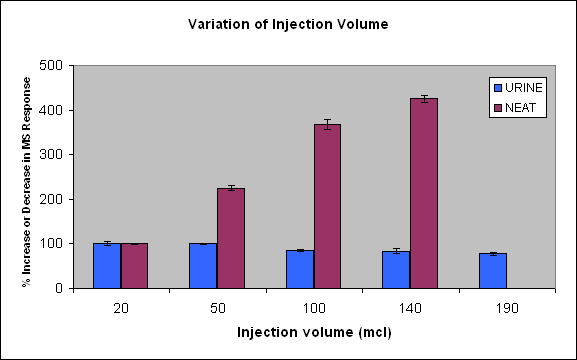 Variation of Injection Volume
% Increase or Decrease in MS Response
500
400
300
200
100
0
URINE
NEAT
20 50 100 140 190
Injection volume (mcl)